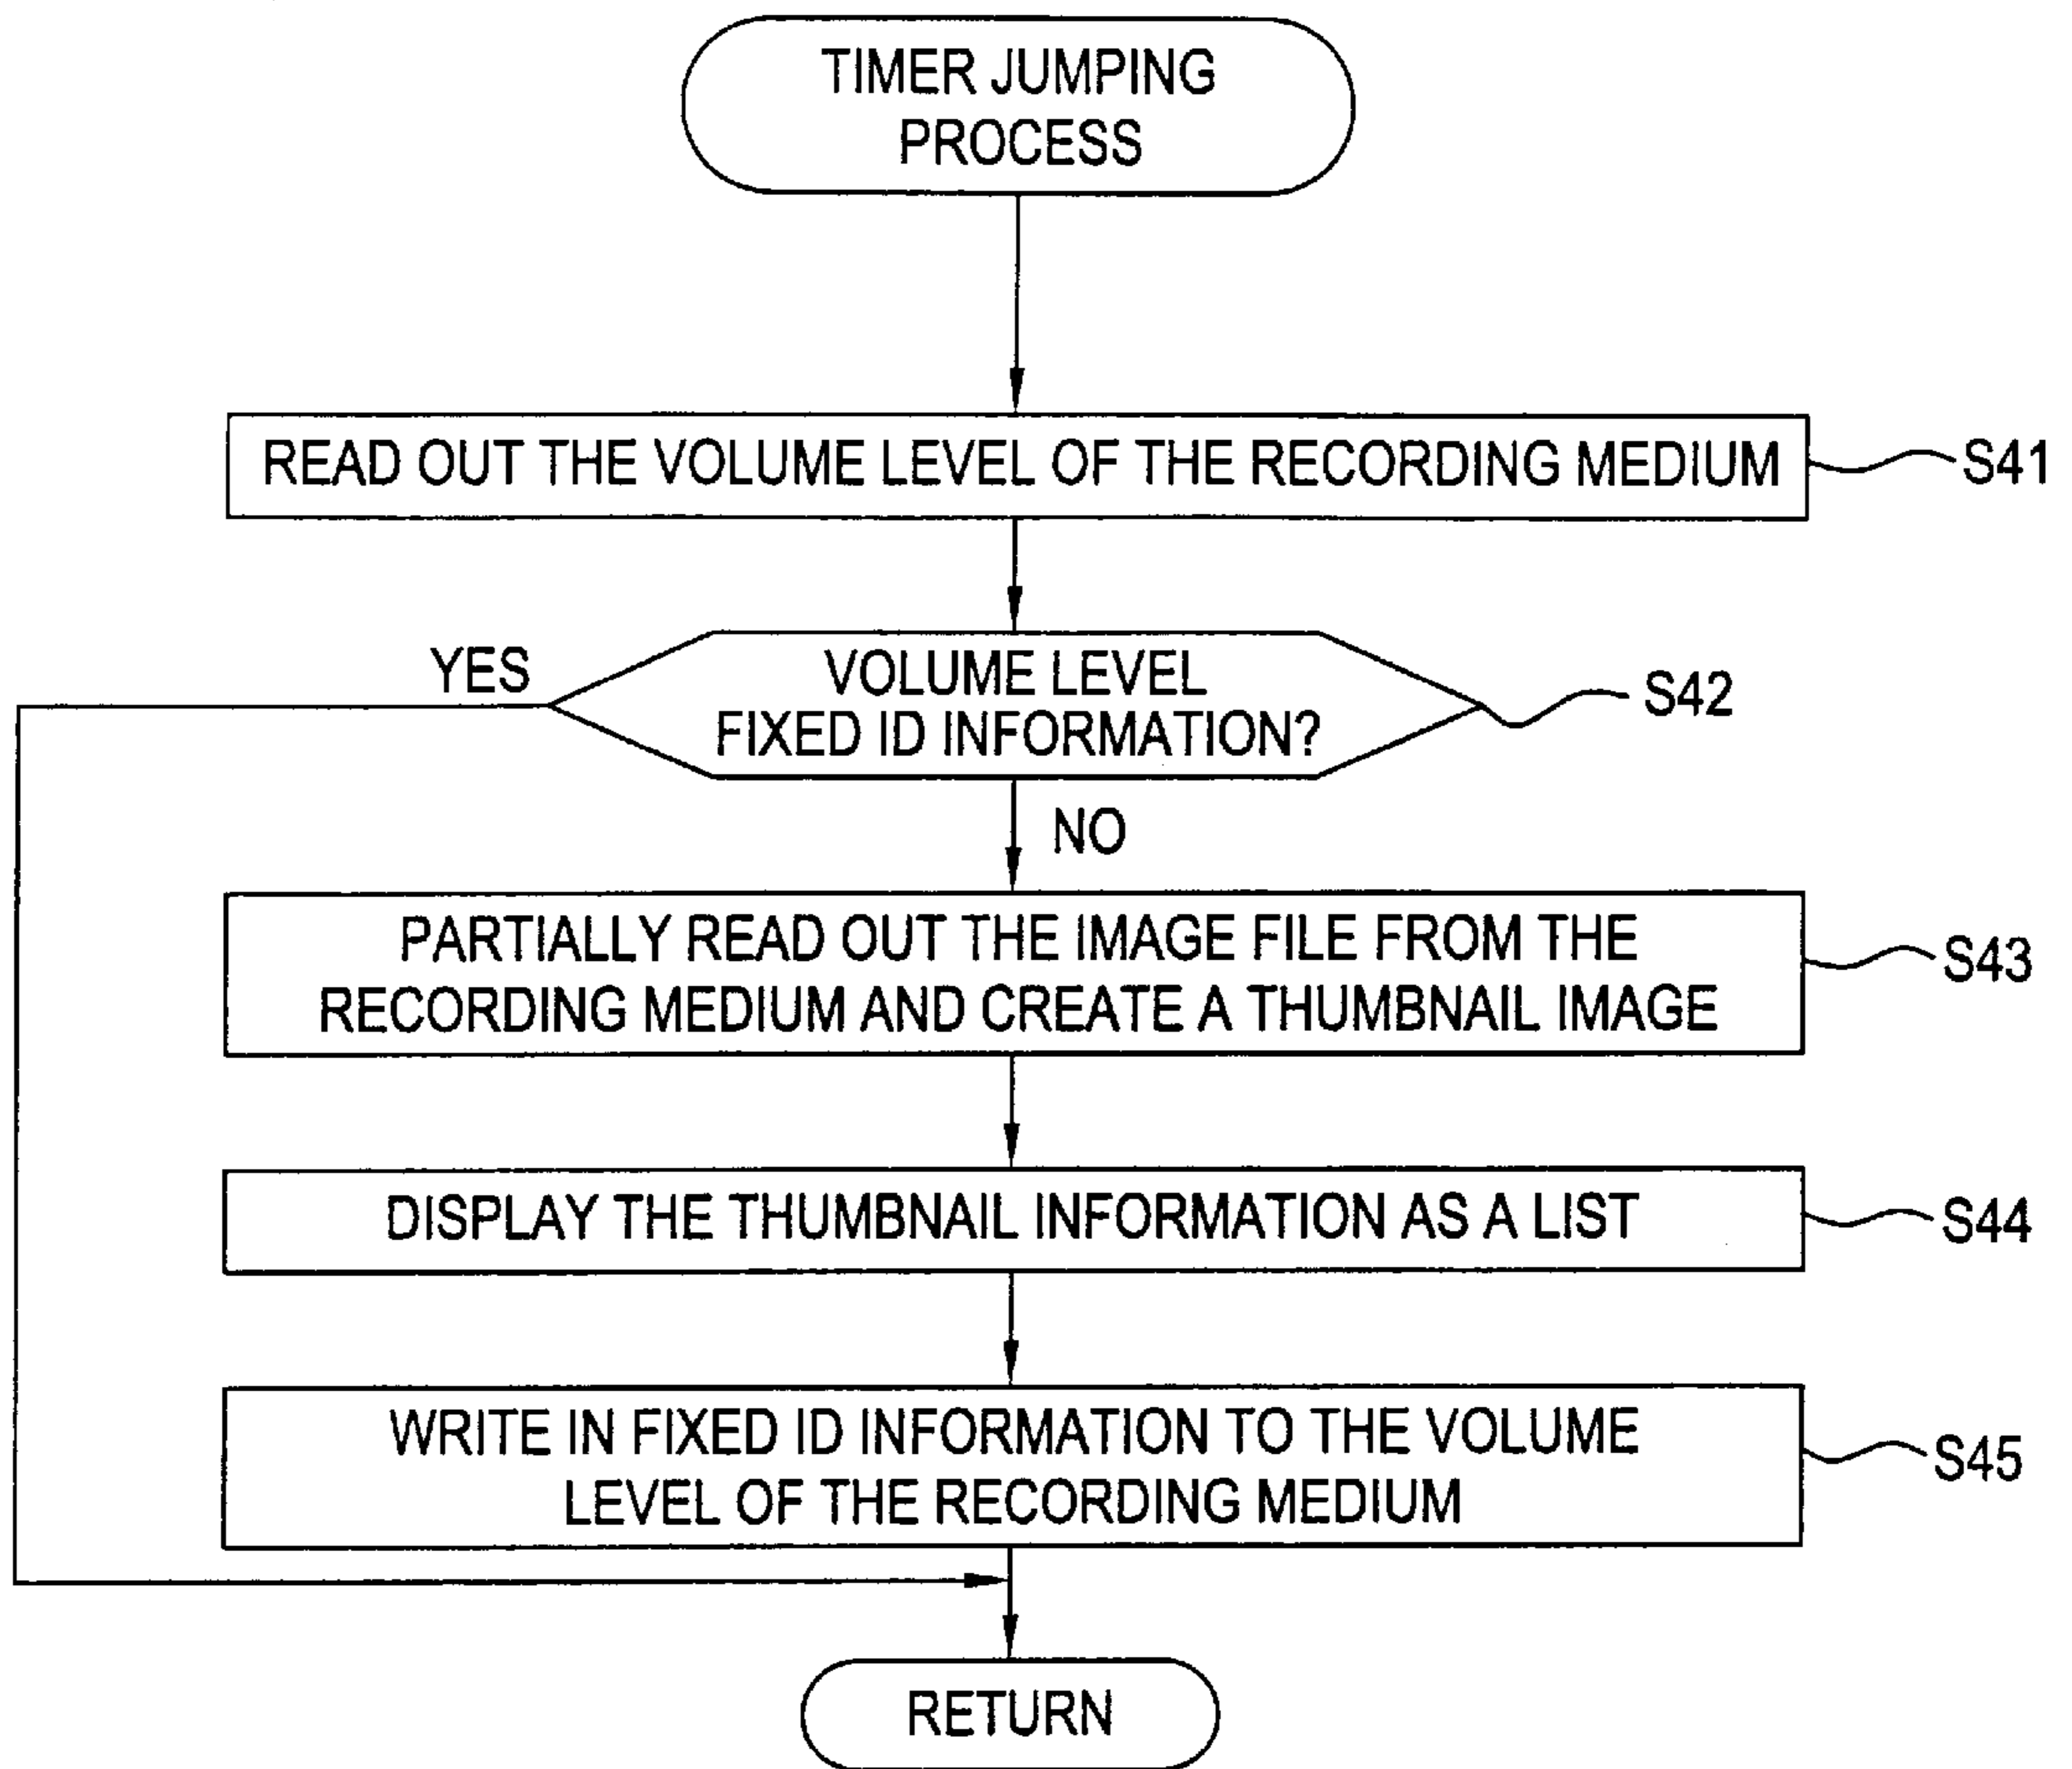 TIMER JUMPING
PROCESS
READ OUT THE VOLUME LEVEL OF THE RECORDING MEDIUM
S41
YES
VOLUME LEVEL
FIXED ID INFORMATION?
S42
NO
PARTIALLY READ OUT THE IMAGE FILE FROM THE
RECORDING MEDIUM AND CREATE A THUMBNAIL IMAGE
S43
DISPLAY THE THUMBNAIL INFORMATION AS A LIST
S44
WRITE IN FIXED ID INFORMATION TO THE VOLUME
LEVEL OF THE RECORDING MEDIUM
S45
RETURN